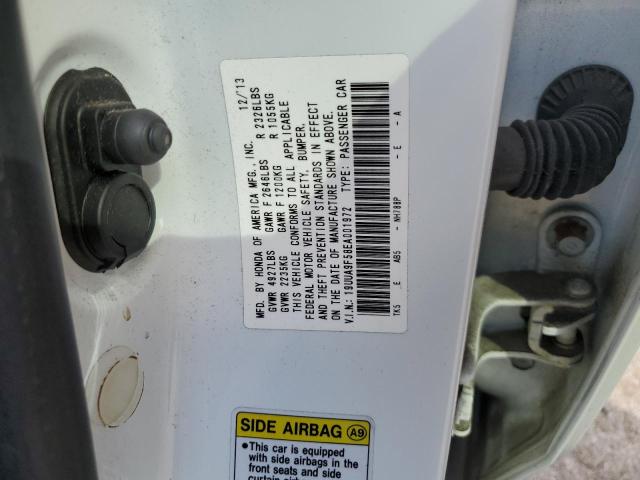 MFD. BY HONDA OF AMERICA MFG., INC. 12/13
GVWR 4927LBS GAWR F 2646LBS R 2326LBS
GVWR 2235KG GAWR F 1200KG R 1055KG
THIS VEHICLE CONFORMS TO ALL APPLICABLE
FEDERAL MOTOR VEHICLE SAFETY, BUMPER,
AND THEFT PREVENTION STANDARDS IN EFFECT
ON THE DATE OF MANUFACTURE SHOWN ABOVE.
V.I.N.: 19UUA9F58EA001972 TYPE: PASSENGER CAR
TK5 E AB5 - NH788P - E - A
SIDE AIRBAG A9
•This car is equipped
with side airbags in the
front seats and side